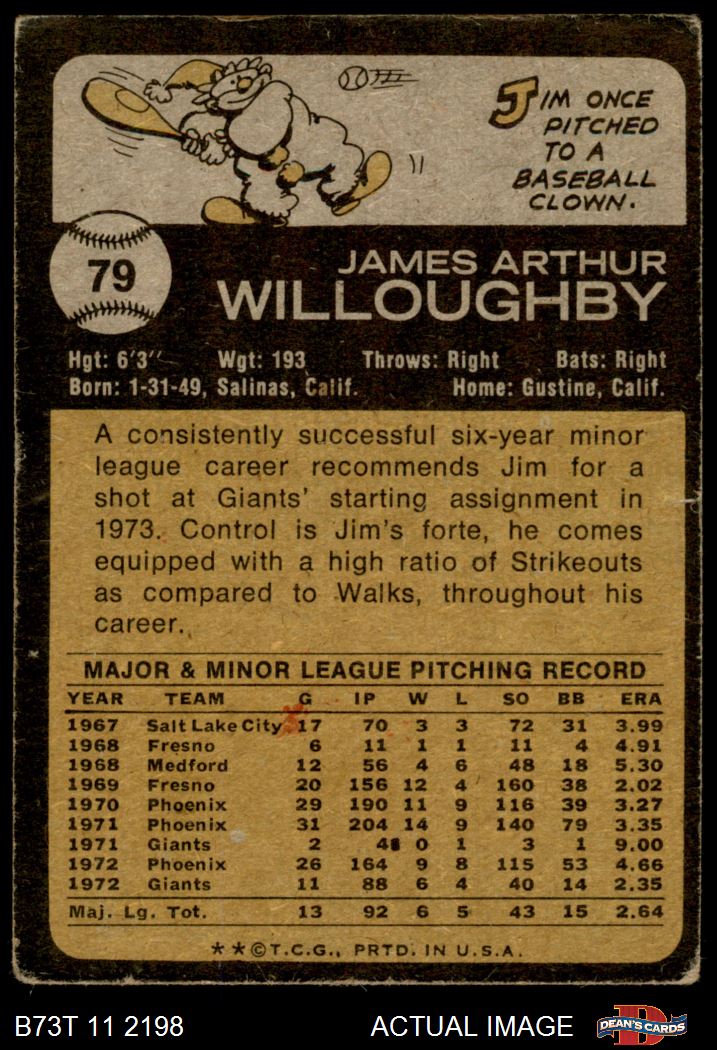 JIM ONCE
PITCHED
TO A
BASEBALL
CLOWN.
79
JAMES ARTHUR
WILLOUGHBY
Hgt: 6'3" Wgt: 193 Throws: Right Bats: Right
Born: 1-31-49, Salinas, Calif. Home: Gustine, Calif.
A consistently successful six-year minor
league career recommends Jim for a
shot at Giants' starting assignment in
1973. Control is Jim's forte, he comes
equipped with a high ratio of Strikeouts
as compared to Walks, throughout his
career.
MAJOR & MINOR LEAGUE PITCHING RECORD
YEAR TEAM G IP W L SO BB ERA
1967 Salt Lake City 17 70 3 3 72 31 3.99
1968 Fresno 6 11 1 1 11 4 4.91
1968 Medford 12 56 4 6 48 18 5.30
1969 Fresno 20 156 12 4 160 38 2.02
1970 Phoenix 29 190 11 9 116 39 3.27
1971 Phoenix 31 204 14 9 140 79 3.35
1971 Giants 2 4 0 1 3 1 9.00
1972 Phoenix 26 164 9 8 115 53 4.66
1972 Giants 11 88 6 4 40 14 2.35
Maj. Lg. Tot. 13 92 6 5 43 15 2.64
**©T.C.G., PRTD. IN U.S.A.
B73T 11 2198 ACTUAL IMAGE D DEAN'S CARDS